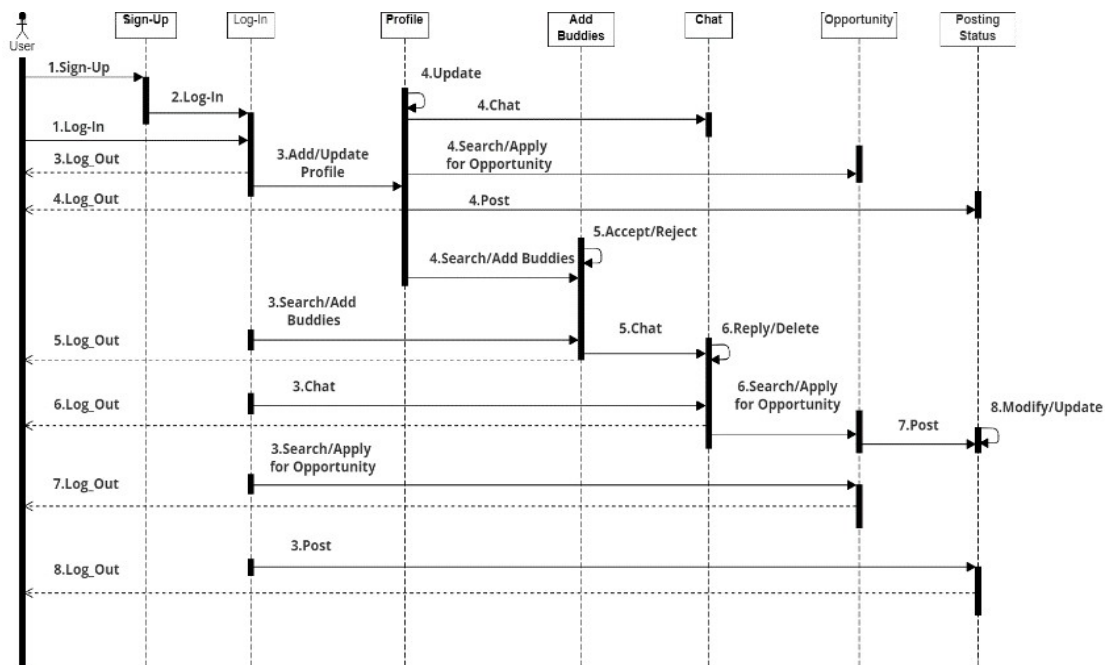 User
Sign-Up
Log-In
Profile
Add
Buddies
Chat
Opportunity
Posting
Status
1.Sign-Up
4.Update
2.Log-In
4.Chat
1.Log-In
3.Log_Out
3.Add/Update
Profile
4.Search/Apply
for Opportunity
4.Log_Out
4.Post
5.Accept/Reject
4.Search/Add Buddies
3.Search/Add
Buddies
5.Log_Out
5.Chat
6.Reply/Delete
3.Chat
6.Log_Out
6.Search/Apply
for Opportunity
8.Modify/Update
7.Post
3.Search/Apply
for Opportunity
7.Log_Out
3.Post
8.Log_Out